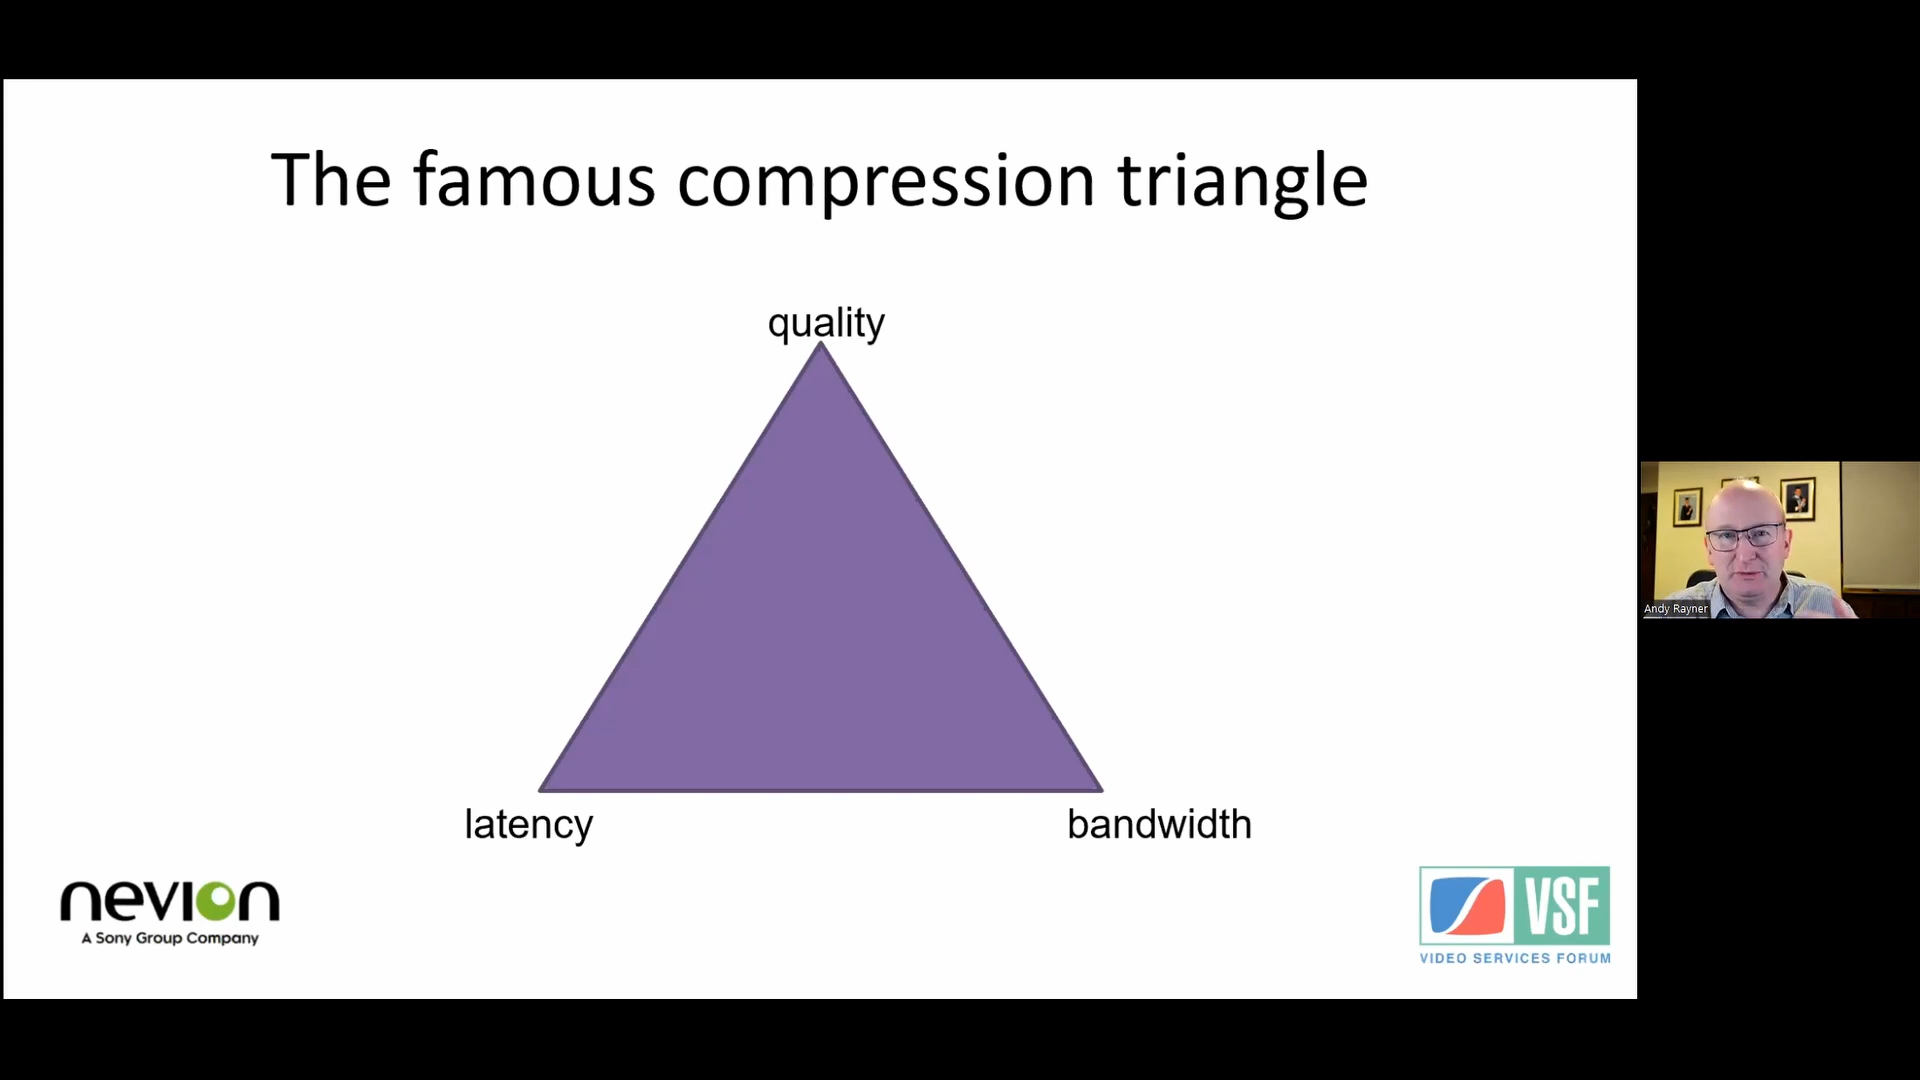 The famous compression triangle
quality
latency
bandwidth
nevion
A Sony Group Company
VSF
VIDEO SERVICES FORUM
Andy Rayner